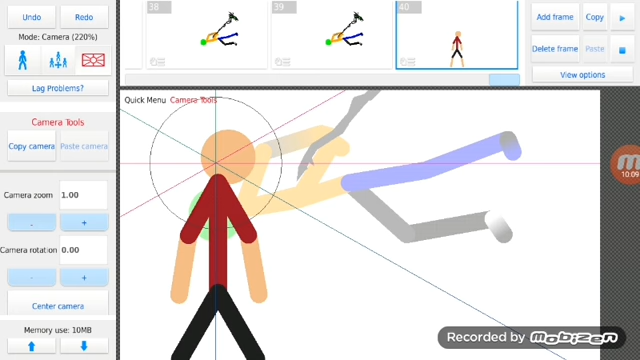 Undo Redo
Mode: Camera (220%)
Lag Problems?
Camera Tools
Copy camera Paste camera
Camera zoom 1.00
- +
Camera rotation 0.00
- +
Center camera
Memory use: 10MB
38 39 40
Add frame Copy
Delete frame Paste
View options
Quick Menu Camera Tools
10:09
Recorded by Mobizen